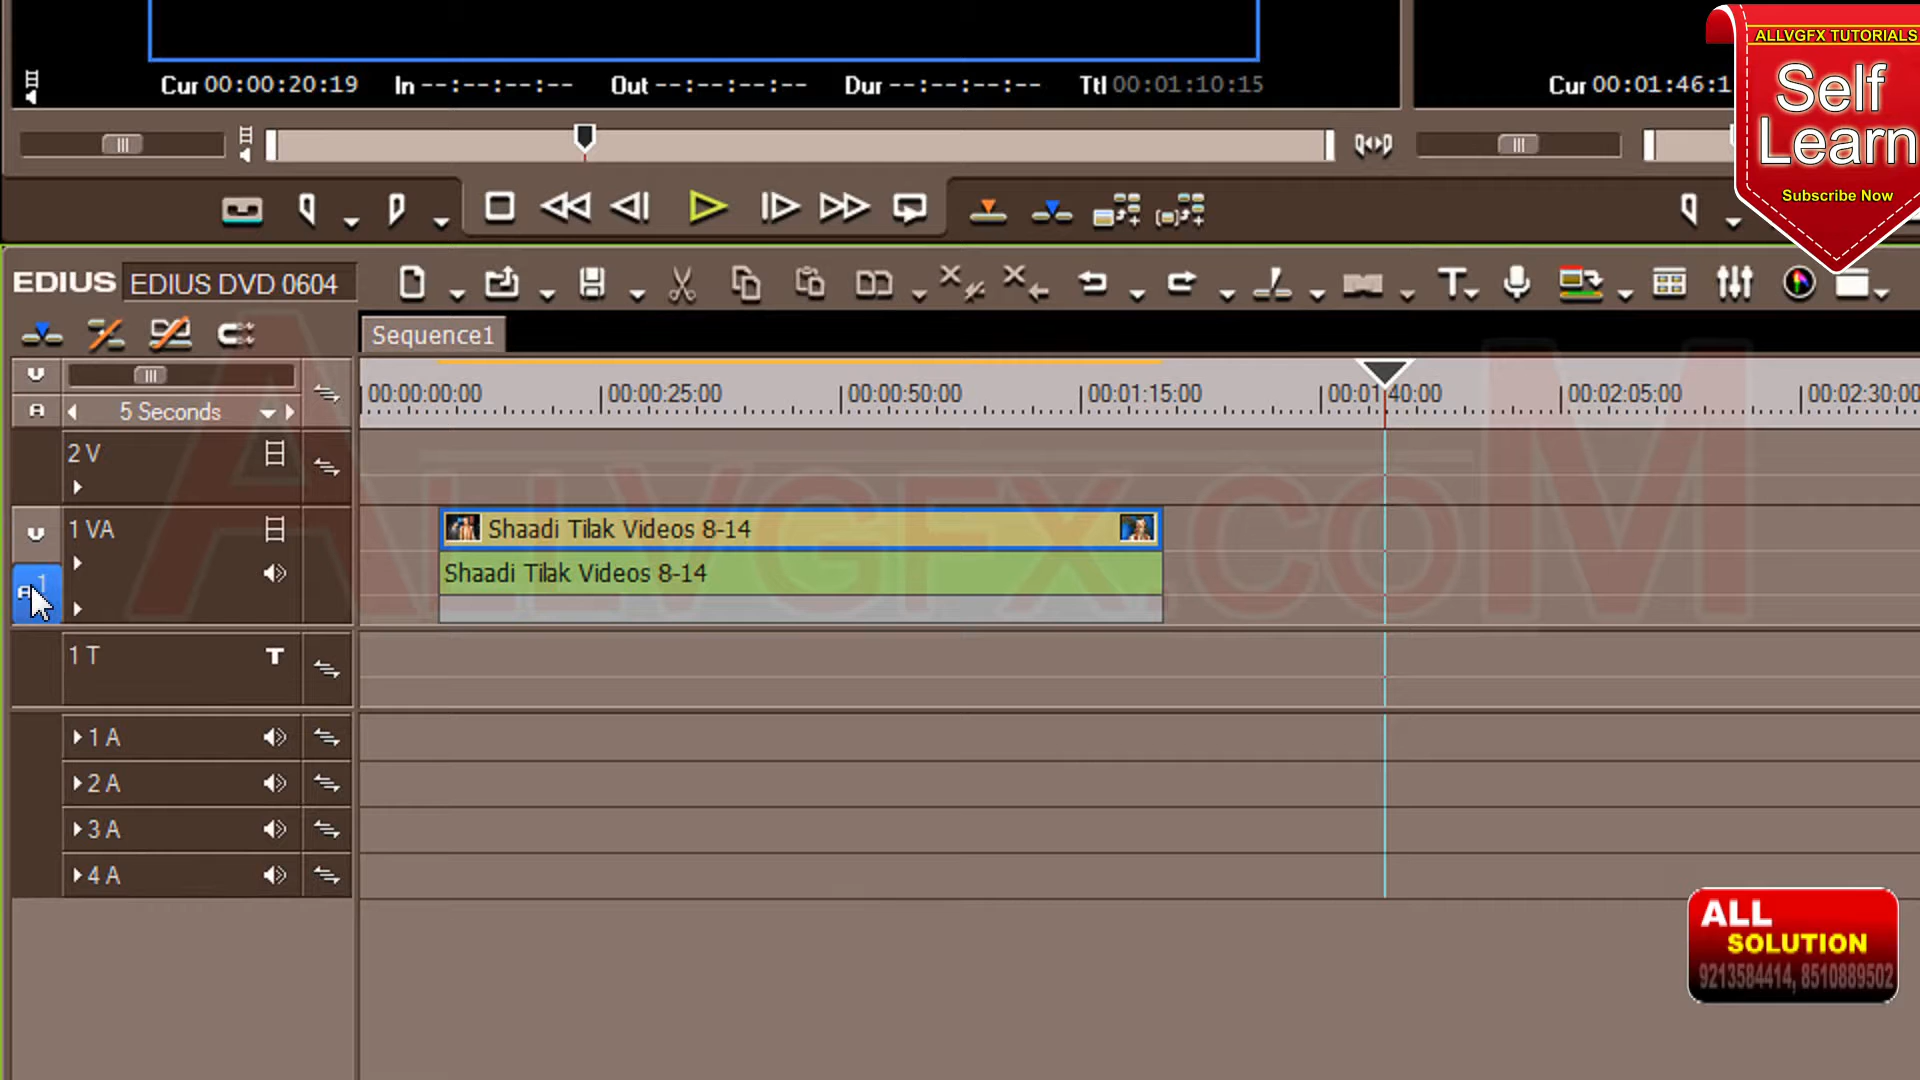 Cur 00:00:20:19 In --:--:--:-- Out --:--:--:-- Dur --:--:--:-- Ttl 00:01:10:15
Cur 00:01:46:1
ALLVGFX TUTORIALS
Self
Learn
Subscribe Now
EDIUS EDIUS DVD 0604
Sequence1
5 Seconds
00:00:00:00 00:00:25:00 00:00:50:00 00:01:15:00 00:01:40:00 00:02:05:00 00:02:30:00
2 V
1 VA
Shaadi Tilak Videos 8-14
Shaadi Tilak Videos 8-14
1 T
1 A
2 A
3 A
4 A
ALLVGFX.COM
ALL
SOLUTION
9213584414, 8510889502